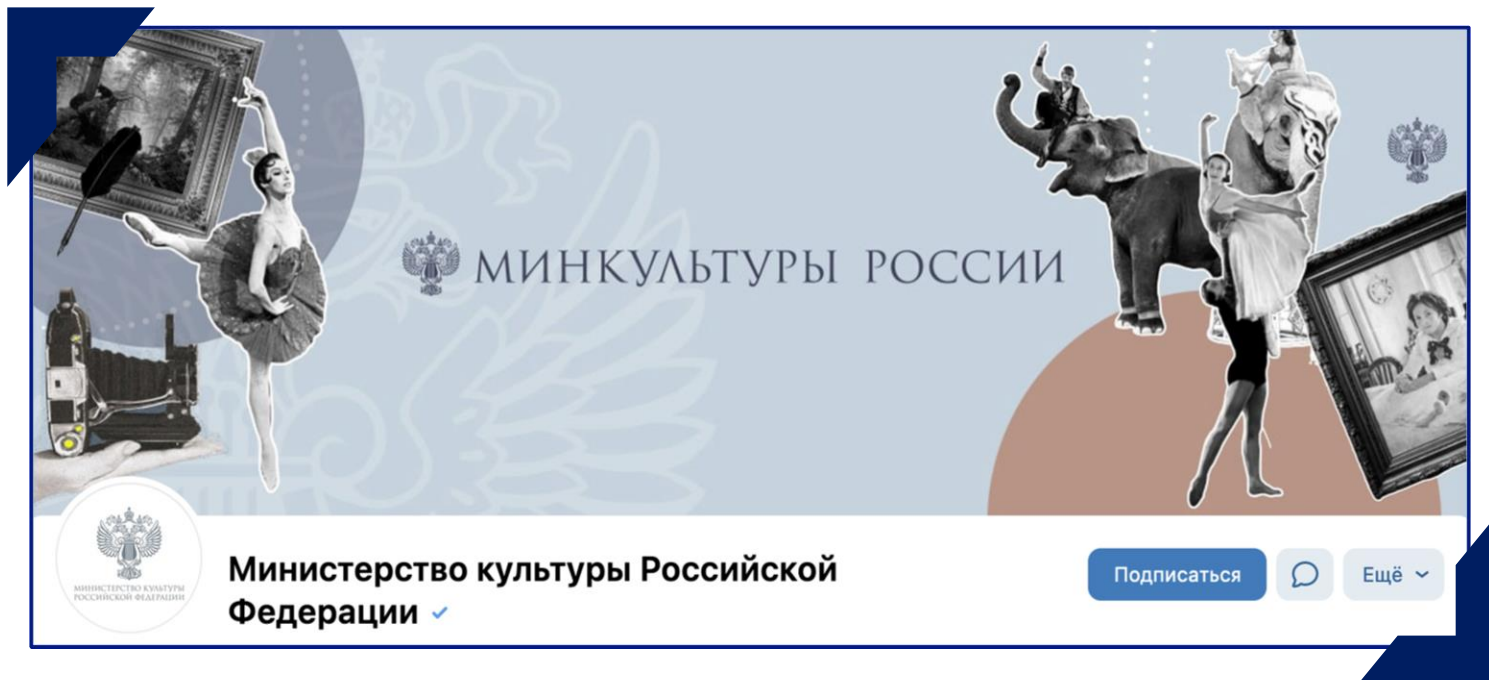 МИНКУЛЬТУРЫ РОССИИ
МИНИСТЕРСТВО КУЛЬТУРЫ
РОССИЙСКОЙ ФЕДЕРАЦИИ
Министерство культуры Российской
Федерации
Подписаться
Ещё